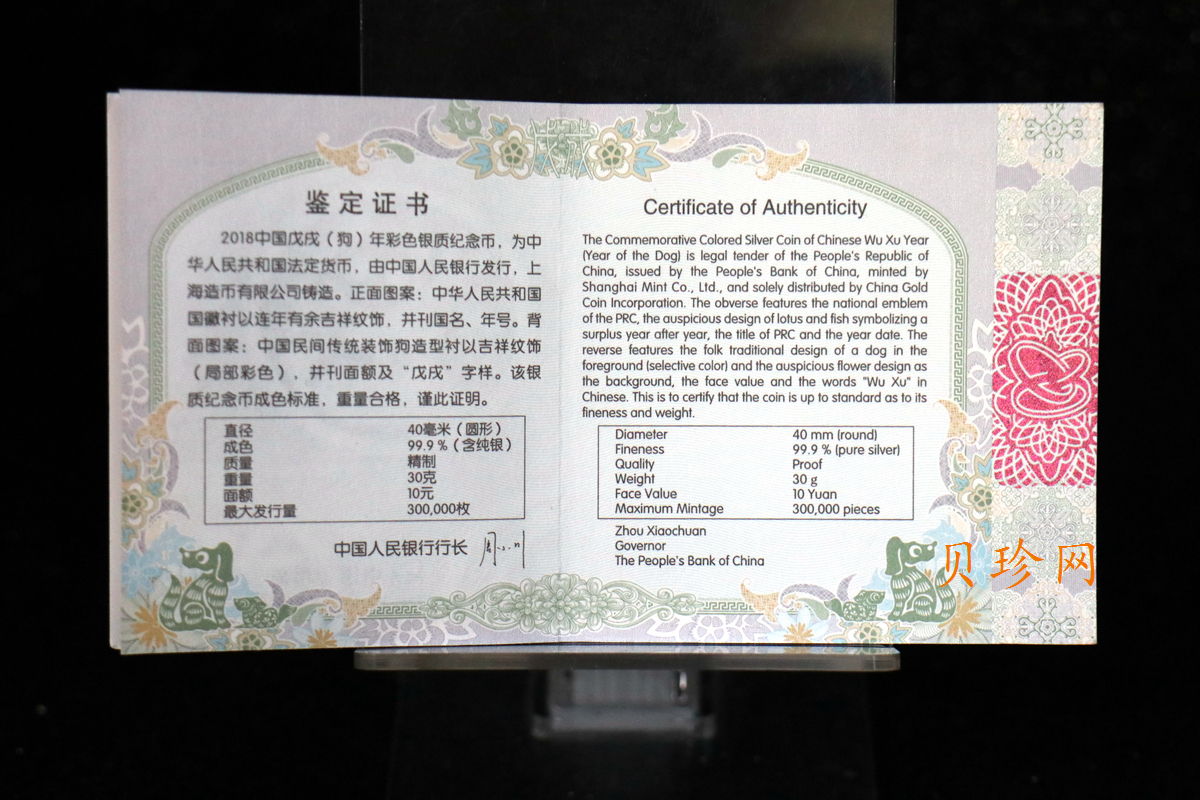 鉴定证书
2018中国戊戌（狗）年彩色银质纪念币，为中
华人民共和国法定货币，由中国人民银行发行，上
海造币有限公司铸造。正面图案：中华人民共和国
国徽衬以连年有余吉祥纹饰，并刊国名、年号。背
面图案：中国民间传统装饰狗造型衬以吉祥纹饰
（局部彩色），并刊面额及“戊戌”字样。该银
质纪念币成色标准，重量合格，谨此证明。
直径 40毫米（圆形）
成色 99.9％（含纯银）
质量 精制
重量 30克
面额 10元
最大发行量 300,000枚
中国人民银行行长
Certificate of Authenticity
The Commemorative Colored Silver Coin of Chinese Wu Xu Year
(Year of the Dog) is legal tender of the People's Republic of
China, issued by the People's Bank of China, minted by
Shanghai Mint Co., Ltd., and solely distributed by China Gold
Coin Incorporation. The obverse features the national emblem
of the PRC, the auspicious design of lotus and fish symbolizing a
surplus year after year, the title of PRC and the year date. The
reverse features the folk traditional design of a dog in the
foreground (selective color) and the auspicious flower design as
the background, the face value and the words "Wu Xu" in
Chinese. This is to certify that the coin is up to standard as to its
fineness and weight.
Diameter 40 mm (round)
Fineness 99.9 % (pure silver)
Quality Proof
Weight 30 g
Face Value 10 Yuan
Maximum Mintage 300,000 pieces
Zhou Xiaochuan
Governor
The People's Bank of China
贝珍网